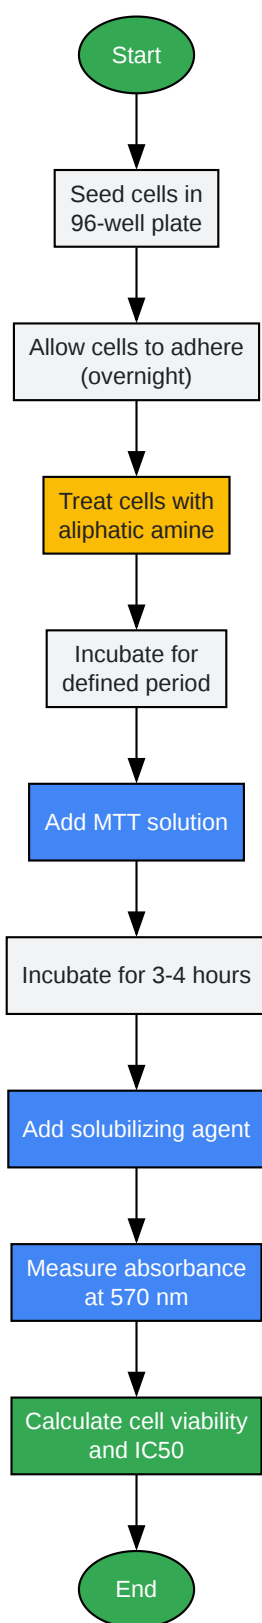 Start
Seed cells in
96-well plate
Allow cells to adhere
(overnight)
Treat cells with
aliphatic amine
Incubate for
defined period
Add MTT solution
Incubate for 3-4 hours
Add solubilizing agent
Measure absorbance
at 570 nm
Calculate cell viability
and IC50
End